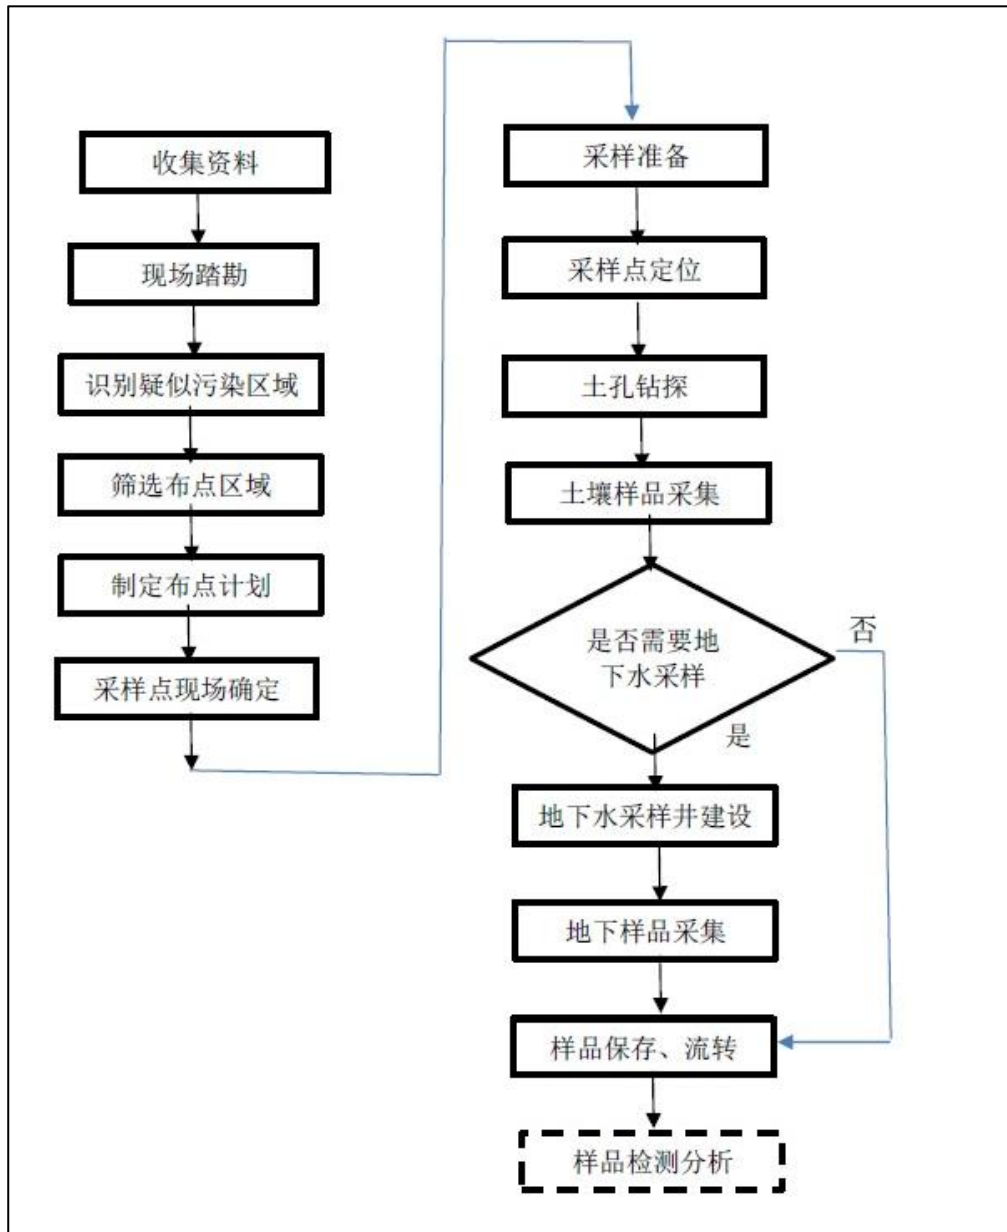 收集资料
现场踏勘
识别疑似污染区域
筛选布点区域
制定布点计划
采样点现场确定
采样准备
采样点定位
土孔钻探
土壤样品采集
是否需要地
下水采样
否
是
地下水采样井建设
地下样品采集
样品保存、流转
样品检测分析